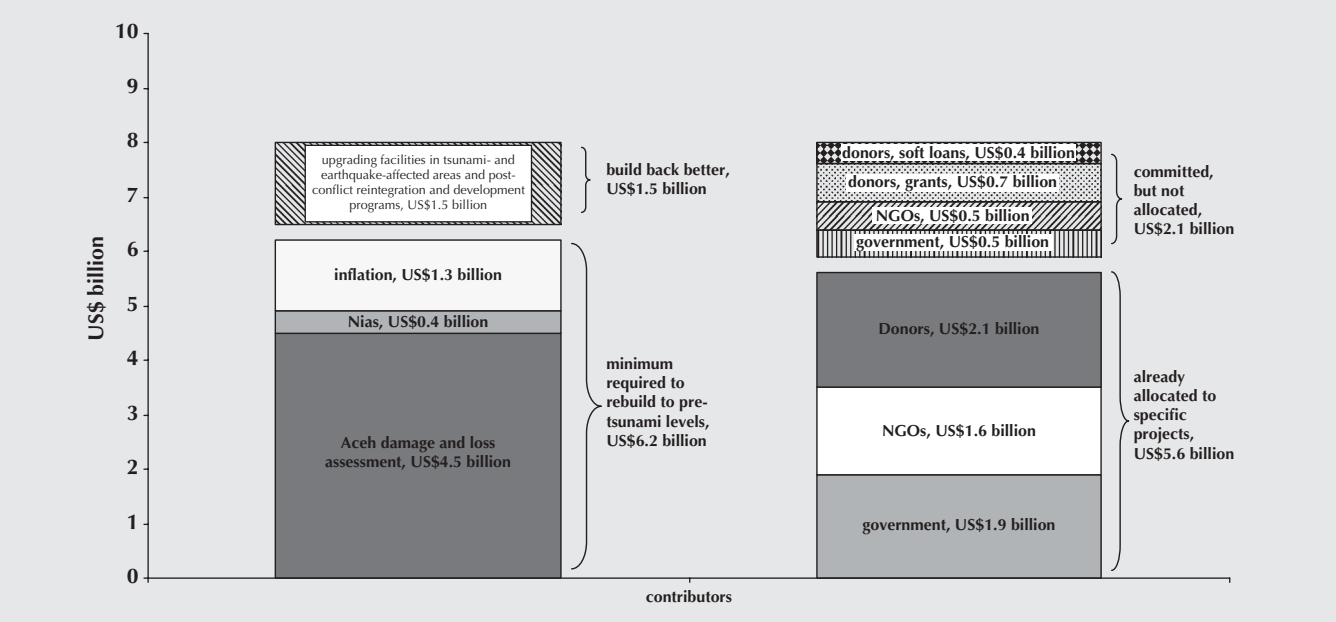 US$ billion
10
9
8
7
6
5
4
3
2
1
0
upgrading facilities in tsunami- and
earthquake-affected areas and post-
conflict reintegration and development
programs, US$1.5 billion
build back better,
US$1.5 billion
inflation, US$1.3 billion
Nias, US$0.4 billion
Aceh damage and loss
assessment, US$4.5 billion
minimum
required to
rebuild to pre-
tsunami levels,
US$6.2 billion
donors, soft loans, US$0.4 billion
donors, grants, US$0.7 billion
NGOs, US$0.5 billion
government, US$0.5 billion
committed,
but not
allocated,
US$2.1 billion
Donors, US$2.1 billion
NGOs, US$1.6 billion
government, US$1.9 billion
already
allocated to
specific
projects,
US$5.6 billion
contributors